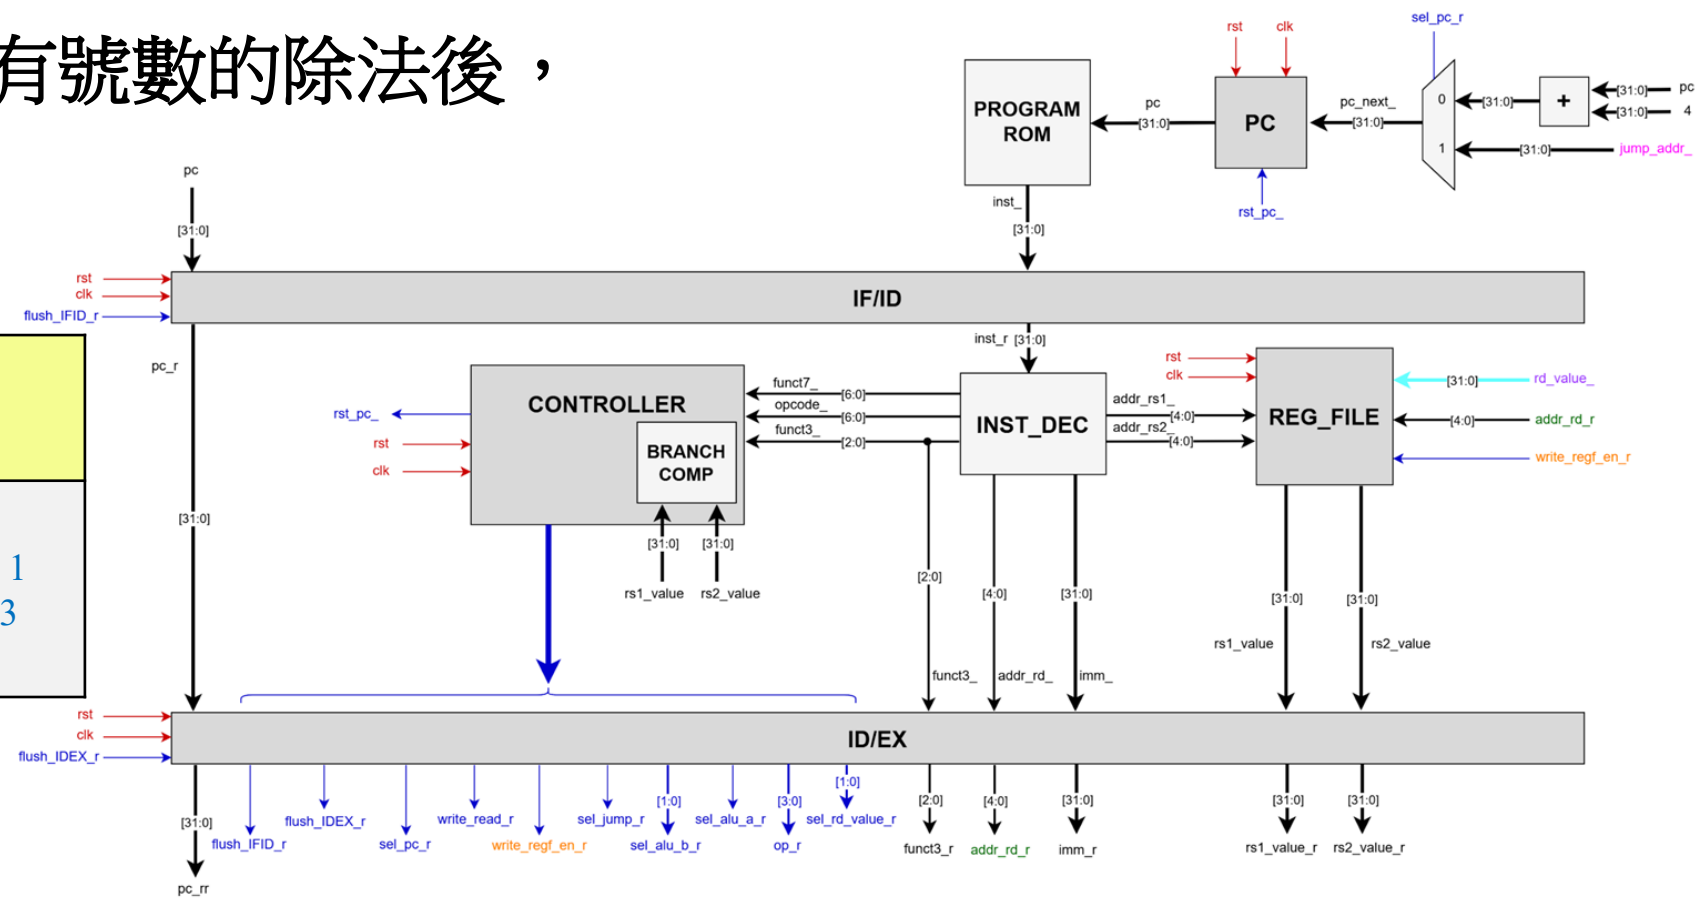 有號數的除法後，
rst
clk
sel_pc_r
PROGRAM
ROM
pc
[31:0]
PC
pc_next_
[31:0]
0
1
[31:0]
+
[31:0]
pc
[31:0]
4
[31:0]
jump_addr_
rst_pc_
inst_
[31:0]
pc
[31:0]
rst
clk
flush_IFID_r
IF/ID
pc_r
inst_r [31:0]
[31:0]
CONTROLLER
BRANCH
COMP
rst_pc_
rst
clk
funct7_
[6:0]
opcode_
[6:0]
funct3_
[2:0]
INST_DEC
addr_rs1_
[4:0]
addr_rs2_
[4:0]
rst
clk
REG_FILE
[31:0]
rd_value_
[4:0]
addr_rd_r
write_regf_en_r
[31:0]
[31:0]
rs1_value
rs2_value
1
3
[2:0]
[4:0]
[31:0]
[31:0]
[31:0]
rs1_value
rs2_value
funct3_
addr_rd_
imm_
rst
clk
flush_IDEX_r
ID/EX
[31:0]
pc_rr
flush_IFID_r
flush_IDEX_r
sel_pc_r
write_read_r
write_regf_en_r
sel_jump_r
[1:0]
sel_alu_b_r
sel_alu_a_r
[3:0]
op_r
[1:0]
sel_rd_value_r
[2:0]
funct3_r
[4:0]
addr_rd_r
[31:0]
imm_r
[31:0]
rs1_value_r
[31:0]
rs2_value_r